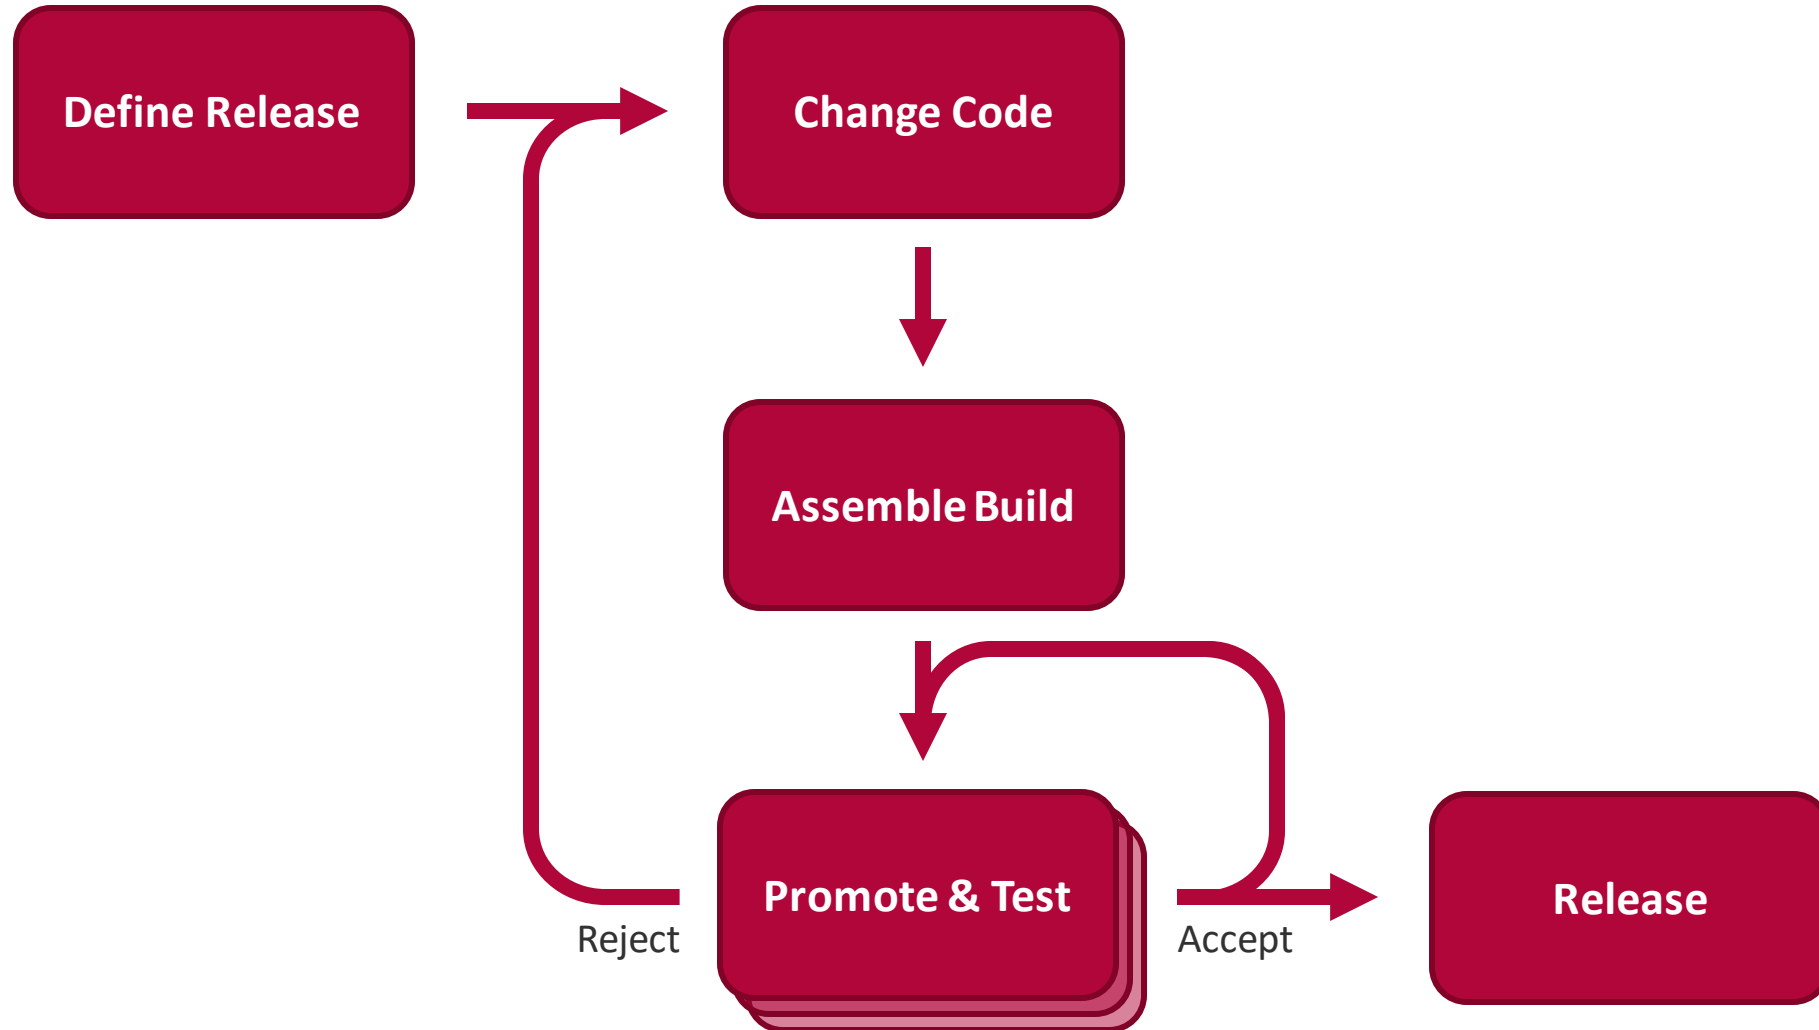 Define Release
Change Code
Assemble Build
Promote & Test
Reject
Accept
Release